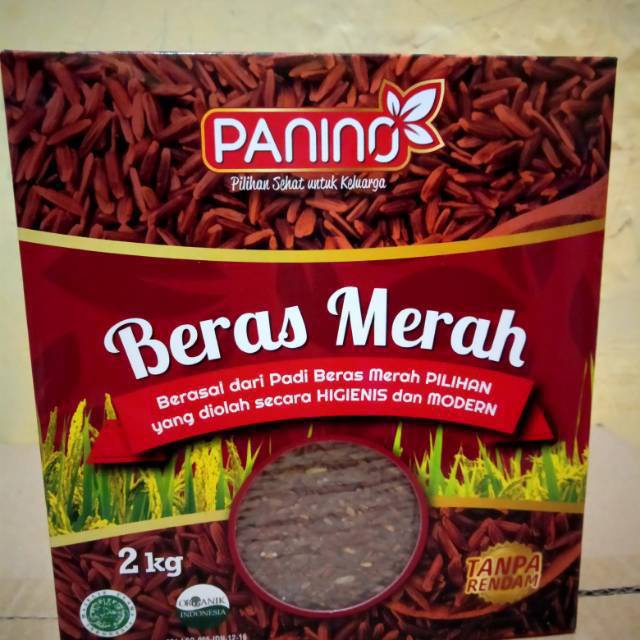 PANINO
Pilihan Sehat untuk Keluarga
Beras Merah
Berasal dari Padi Beras Merah PILIHAN
yang diolah secara HIGIENIS dan MODERN
2 kg
TANPA
RENDAM
ORGANIK
INDONESIA